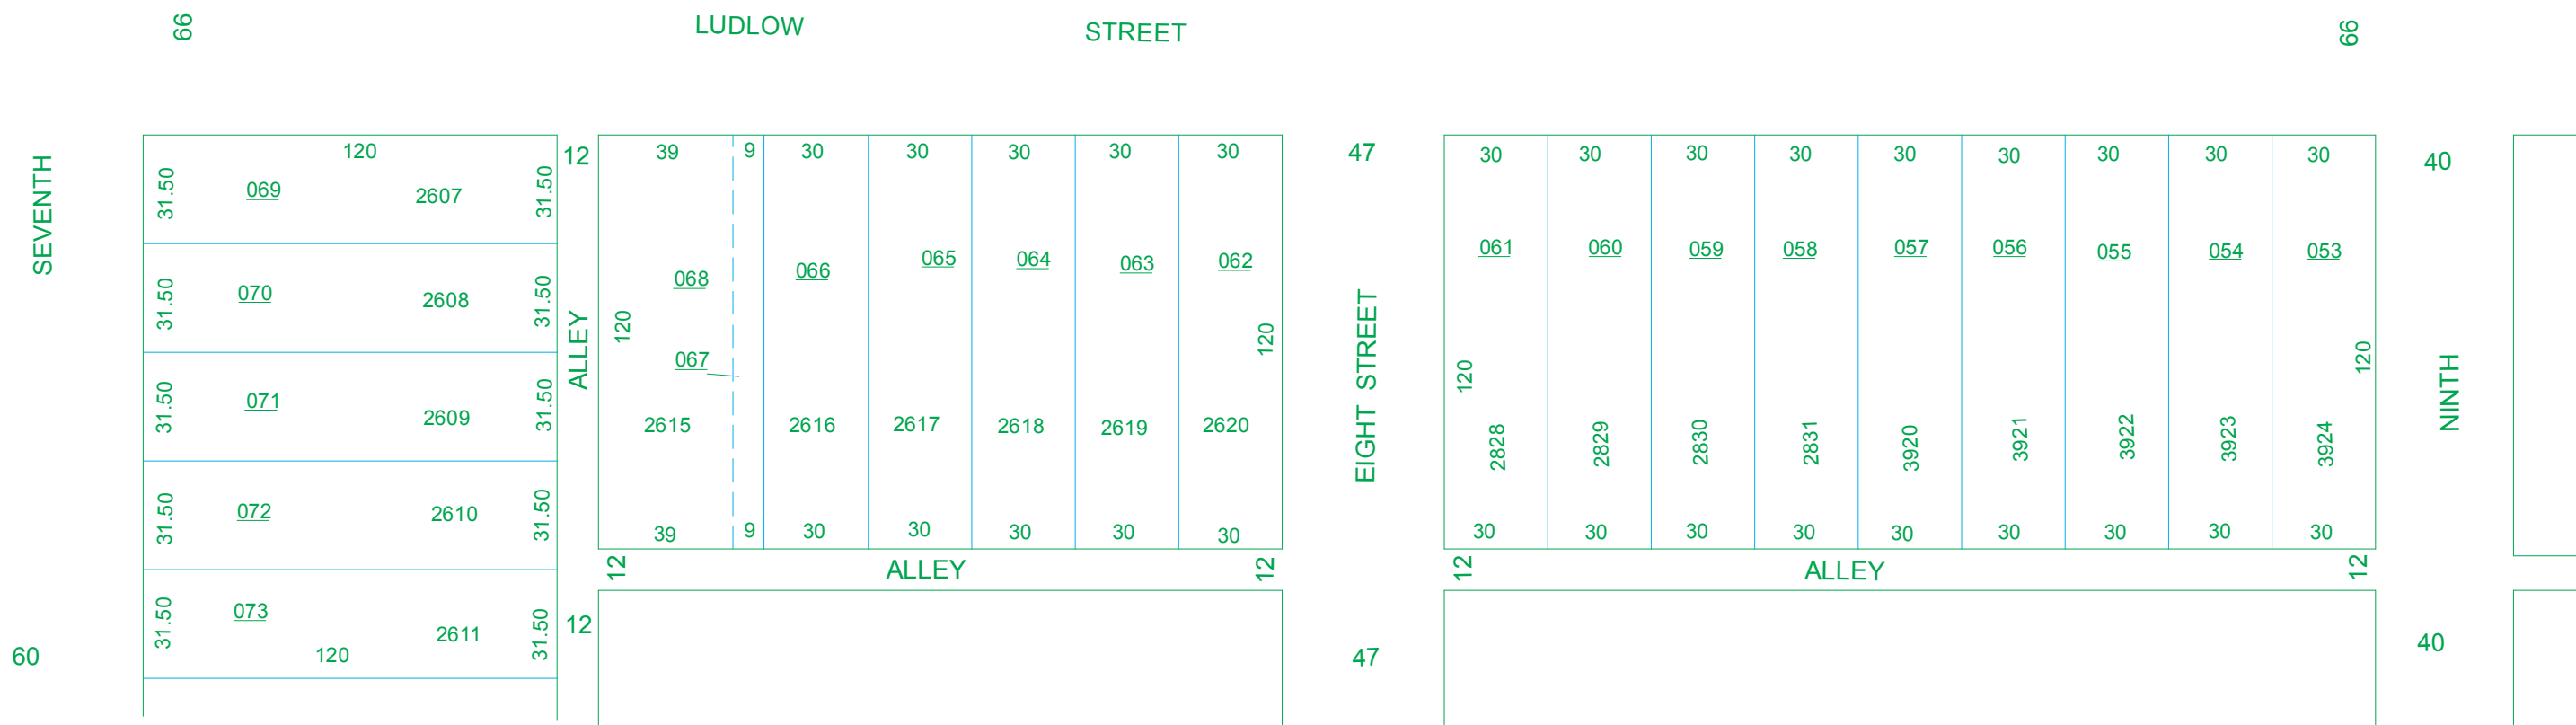 66 LUDLOW STREET 66
SEVENTH
60
120
31.50 069 2607 31.50
31.50 070 2608 31.50
31.50 071 2609 31.50
31.50 072 2610 31.50
31.50 073 2611 31.50
120
12
ALLEY
12
39 9 30 30 30 30 30
068 066 065 064 063 062
067
120 120
2615 2616 2617 2618 2619 2620
39 9 30 30 30 30 30
12 ALLEY 12
47
EIGHT STREET
47
30 30 30 30 30 30 30 30 30
061 060 059 058 057 056 055 054 053
120 120
2828 2829 2830 2831 3920 3921 3922 3923 3924
30 30 30 30 30 30 30 30 30
12 ALLEY 12
40
NINTH
40